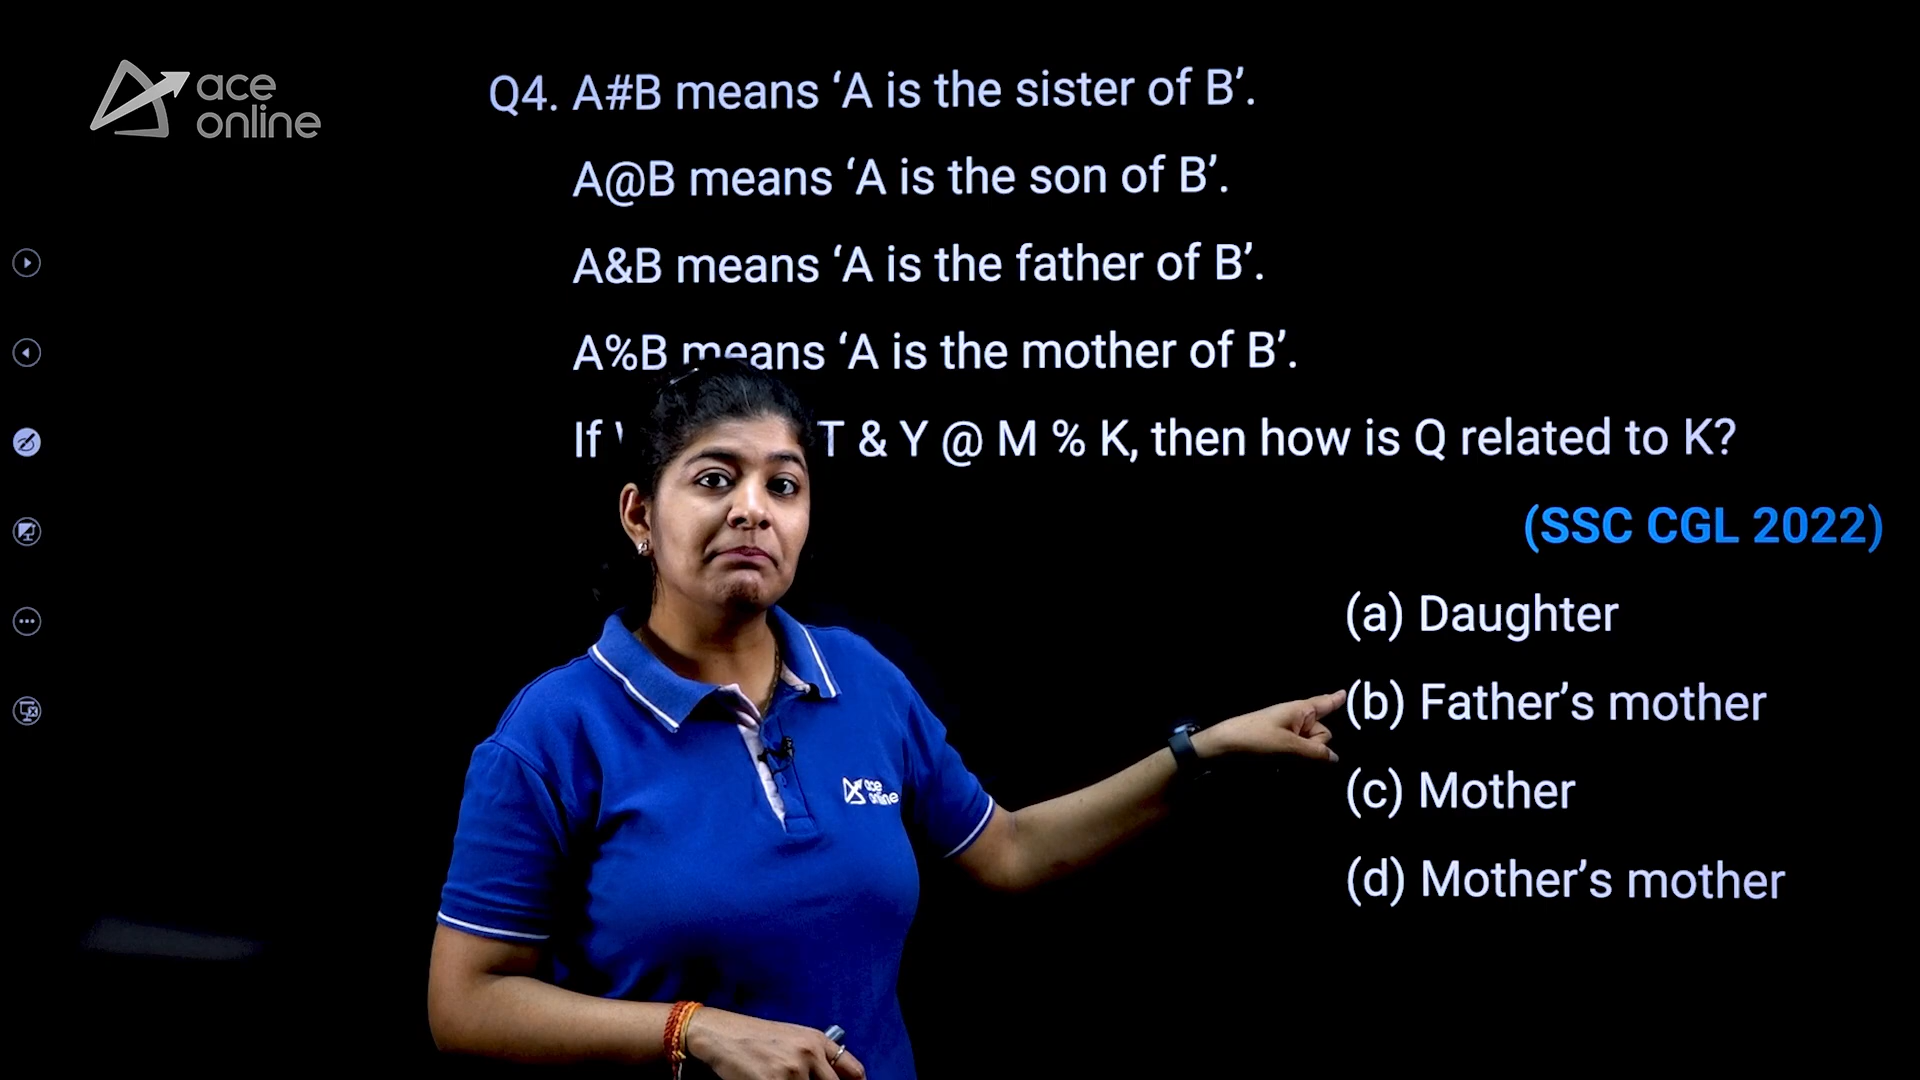 ace
online
Q4. A#B means ‘A is the sister of B’.
A@B means ‘A is the son of B’.
A&B means ‘A is the father of B’.
A%B means ‘A is the mother of B’.
If T & Y @ M % K, then how is Q related to K?
(SSC CGL 2022)
(a) Daughter
(b) Father’s mother
(c) Mother
(d) Mother’s mother
ace
online